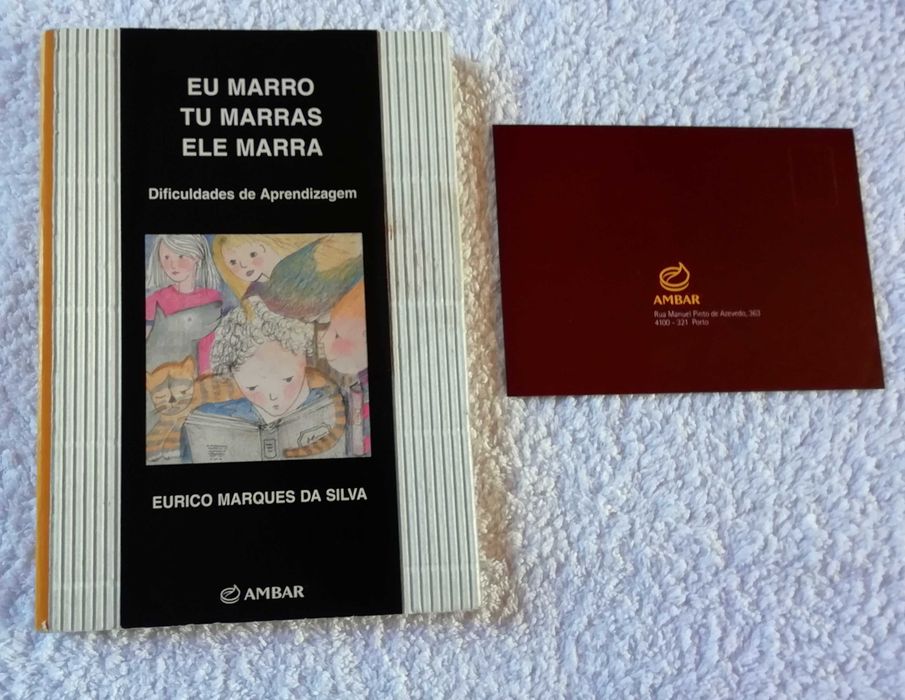 EU MARRO
TU MARRAS
ELE MARRA
Dificuldades de Aprendizagem
EURICO MARQUES DA SILVA
AMBAR
AMBAR
Rua Manuel Pinto de Azevedo, 363
4100 - 321 Porto